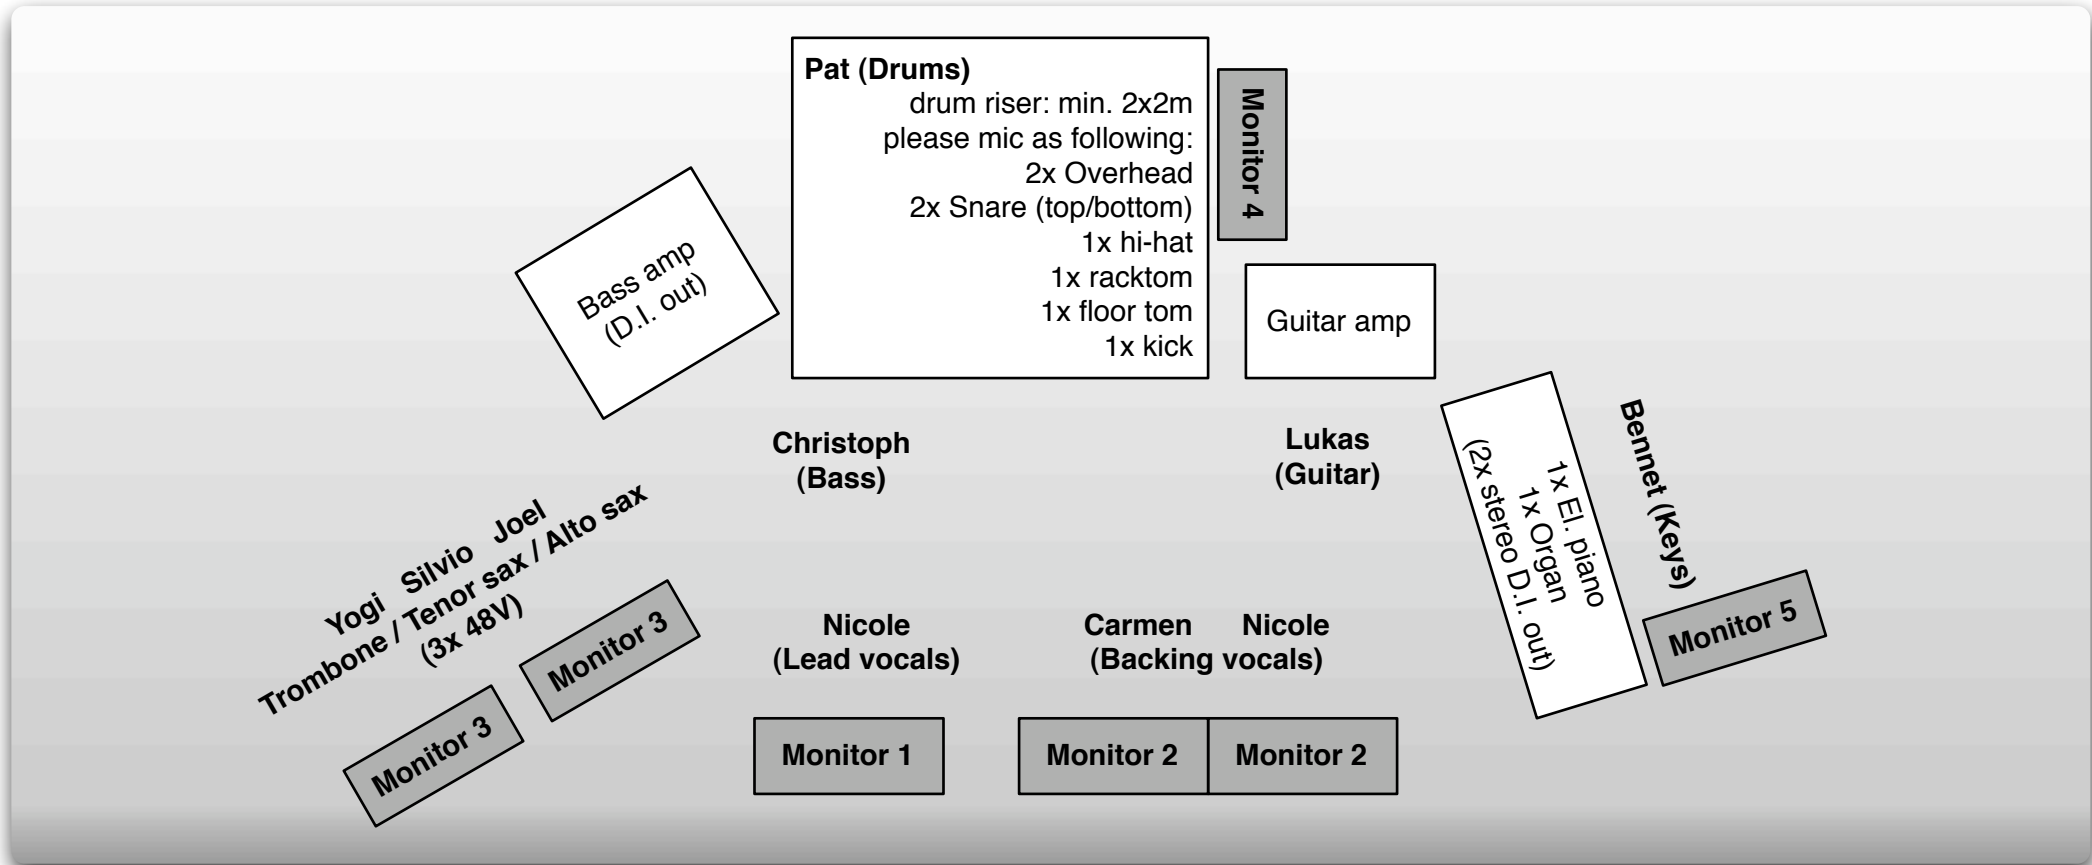 Pat (Drums)
drum riser: min. 2x2m
please mic as following:
2x Overhead
2x Snare (top/bottom)
1x hi-hat
1x racktom
1x floor tom
1x kick
Monitor 4
Bass amp
(D.I. out)
Guitar amp
Christoph
(Bass)
Lukas
(Guitar)
Bennet (Keys)
1x El. piano
1x Organ
(2x stereo D.I. out)
Monitor 5
Yogi Silvio Joel
Trombone / Tenor sax / Alto sax
(3x 48V)
Monitor 3
Monitor 3
Nicole
(Lead vocals)
Carmen Nicole
(Backing vocals)
Monitor 1
Monitor 2
Monitor 2